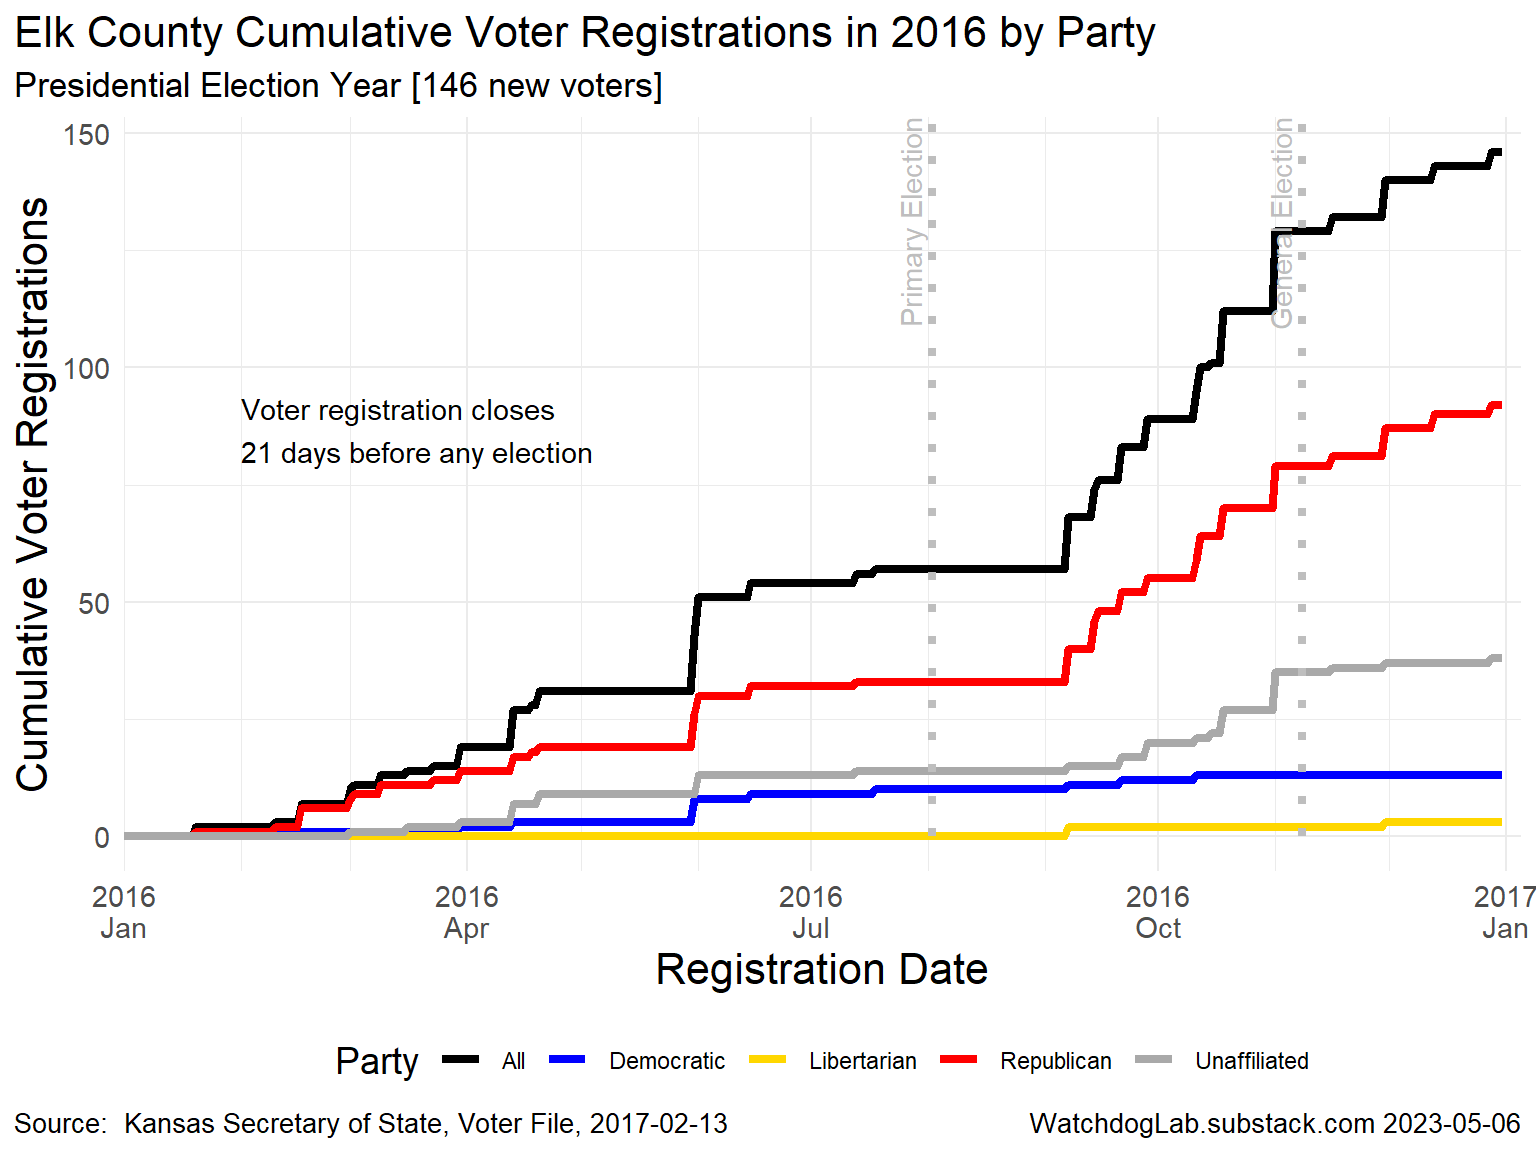 Elk County Cumulative Voter Registrations in 2016 by Party
Presidential Election Year [146 new voters]
Cumulative Voter Registrations
150
100
50
0
Primary Election
General Election
Voter registration closes
21 days before any election
2016
Jan
2016
Apr
2016
Jul
2016
Oct
2017
Jan
Registration Date
Party
All
Democratic
Libertarian
Republican
Unaffiliated
Source:  Kansas Secretary of State, Voter File, 2017-02-13
WatchdogLab.substack.com 2023-05-06